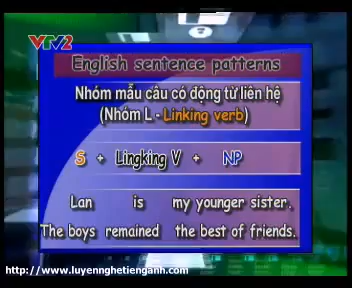 VTV2
English sentence patterns
Nhóm mẫu câu có động từ liên hệ
(Nhóm L - Linking verb)
S + Lingking V + NP
Lan is my younger sister.
The boys remained the best of friends.
http://www.luyennghetienganh.com